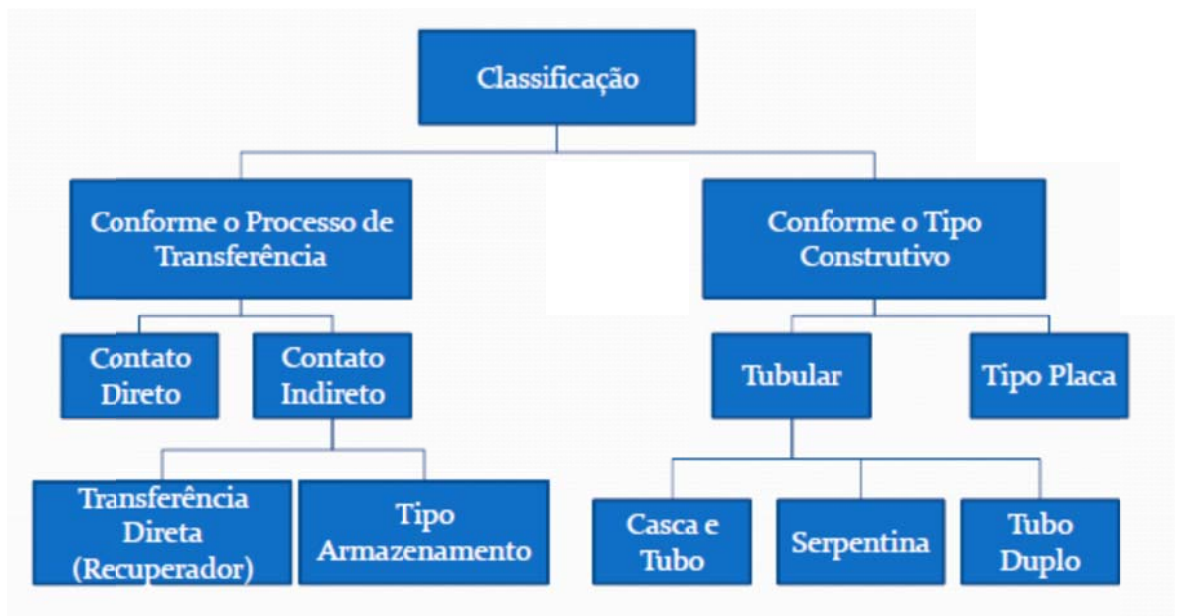 Classificação
Conforme o Processo de
Transferência
Conforme o Tipo
Construtivo
Contato
Direto
Contato
Indireto
Tubular
Tipo Placa
Transferência
Direta
(Recuperador)
Tipo
Armazenamento
Casca e
Tubo
Serpentina
Tubo
Duplo